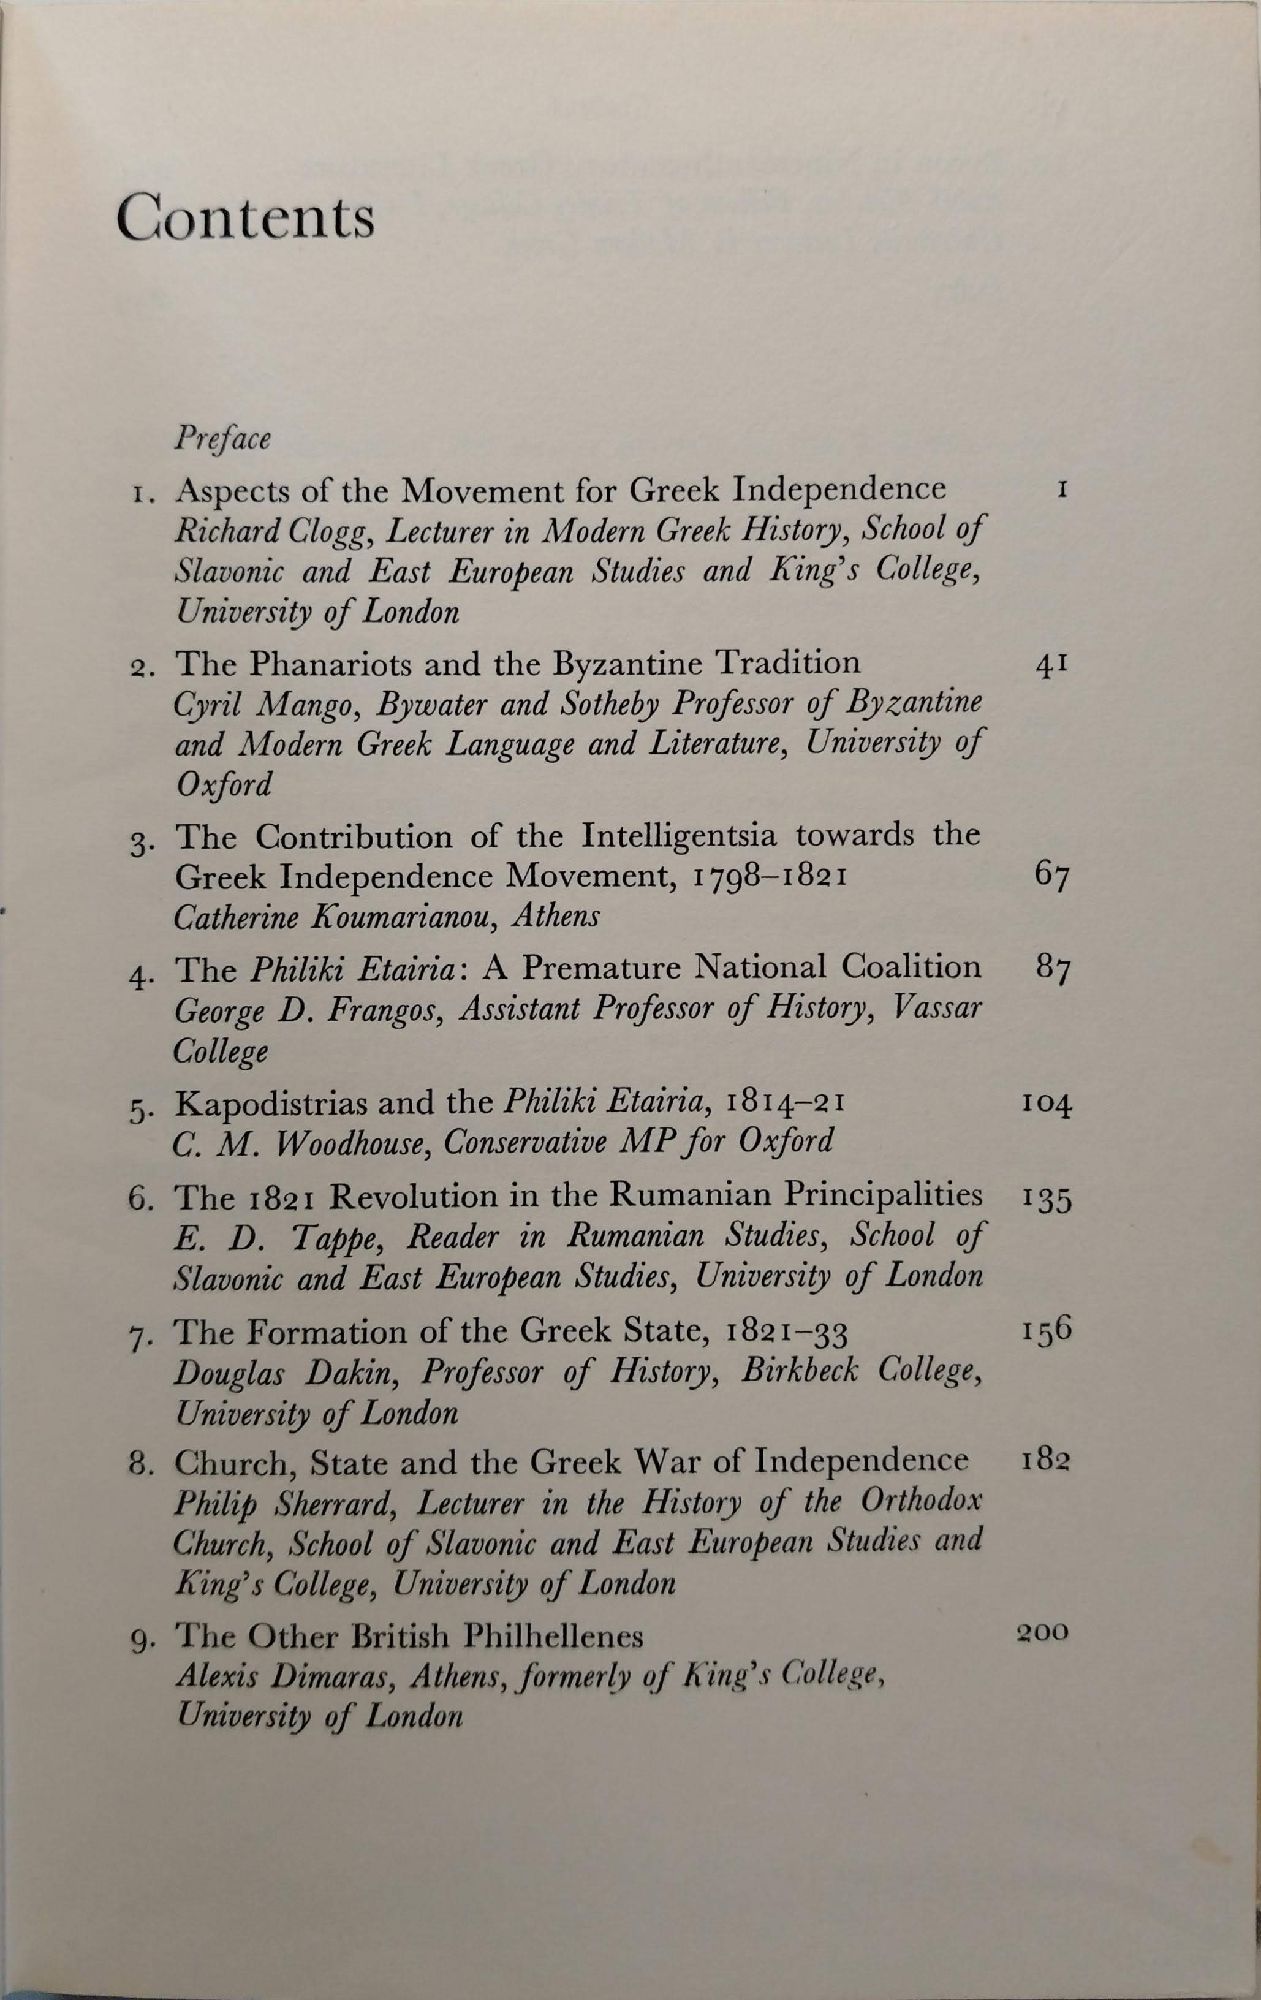 Contents
Preface
1. Aspects of the Movement for Greek Independence 1
Richard Clogg, Lecturer in Modern Greek History, School of
Slavonic and East European Studies and King's College,
University of London
2. The Phanariots and the Byzantine Tradition 41
Cyril Mango, Bywater and Sotheby Professor of Byzantine
and Modern Greek Language and Literature, University of
Oxford
3. The Contribution of the Intelligentsia towards the
Greek Independence Movement, 1798–1821 67
Catherine Koumarianou, Athens
4. The Philiki Etairia: A Premature National Coalition 87
George D. Frangos, Assistant Professor of History, Vassar
College
5. Kapodistrias and the Philiki Etairia, 1814–21 104
C. M. Woodhouse, Conservative MP for Oxford
6. The 1821 Revolution in the Rumanian Principalities 135
E. D. Tappe, Reader in Rumanian Studies, School of
Slavonic and East European Studies, University of London
7. The Formation of the Greek State, 1821–33 156
Douglas Dakin, Professor of History, Birkbeck College,
University of London
8. Church, State and the Greek War of Independence 182
Philip Sherrard, Lecturer in the History of the Orthodox
Church, School of Slavonic and East European Studies and
King's College, University of London
9. The Other British Philhellenes 200
Alexis Dimaras, Athens, formerly of King's College,
University of London